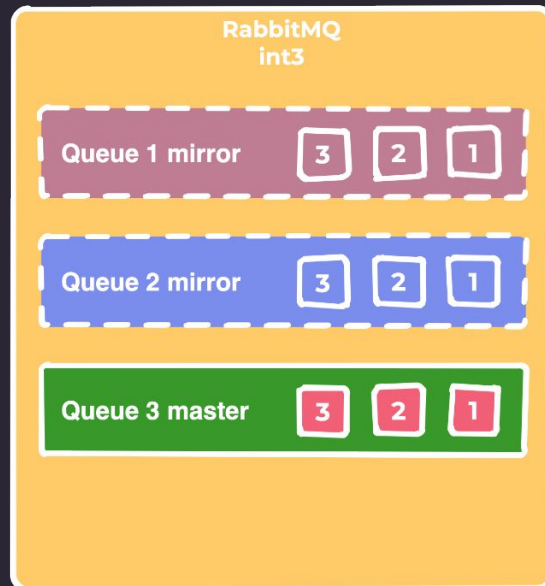 RabbitMQ
int3
Queue 1 mirror 3 2 1
Queue 2 mirror 3 2 1
Queue 3 master 3 2 1